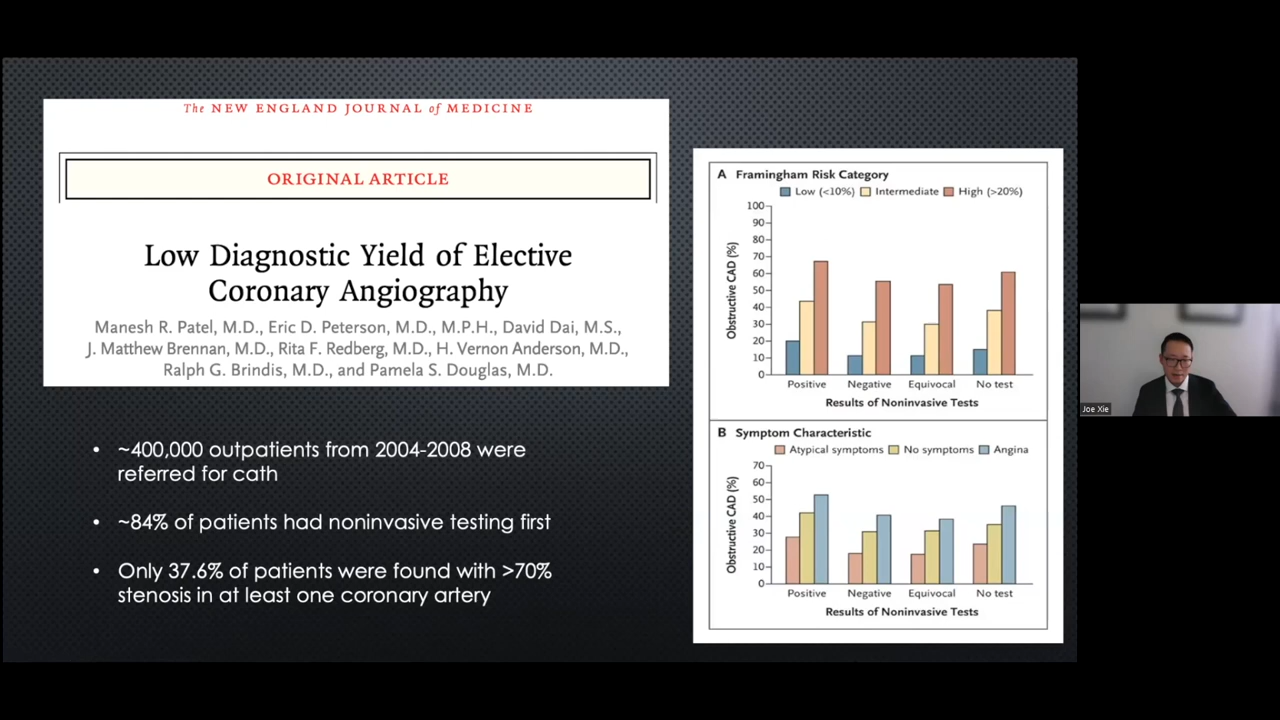 The NEW ENGLAND JOURNAL of MEDICINE
ORIGINAL ARTICLE
Low Diagnostic Yield of Elective
Coronary Angiography
Manesh R. Patel, M.D., Eric D. Peterson, M.D., M.P.H., David Dai, M.S.,
J. Matthew Brennan, M.D., Rita F. Redberg, M.D., H. Vernon Anderson, M.D.,
Ralph G. Brindis, M.D., and Pamela S. Douglas, M.D.
• ~400,000 outpatients from 2004-2008 were
referred for cath
• ~84% of patients had noninvasive testing first
• Only 37.6% of patients were found with >70%
stenosis in at least one coronary artery
A Framingham Risk Category
Low (<10%) Intermediate High (>20%)
Obstructive CAD (%)
100
90
80
70
60
50
40
30
20
10
0
Positive Negative Equivocal No test
Results of Noninvasive Tests
B Symptom Characteristic
Atypical symptoms No symptoms Angina
Obstructive CAD (%)
70
60
50
40
30
20
10
0
Positive Negative Equivocal No test
Results of Noninvasive Tests
Joe Xie